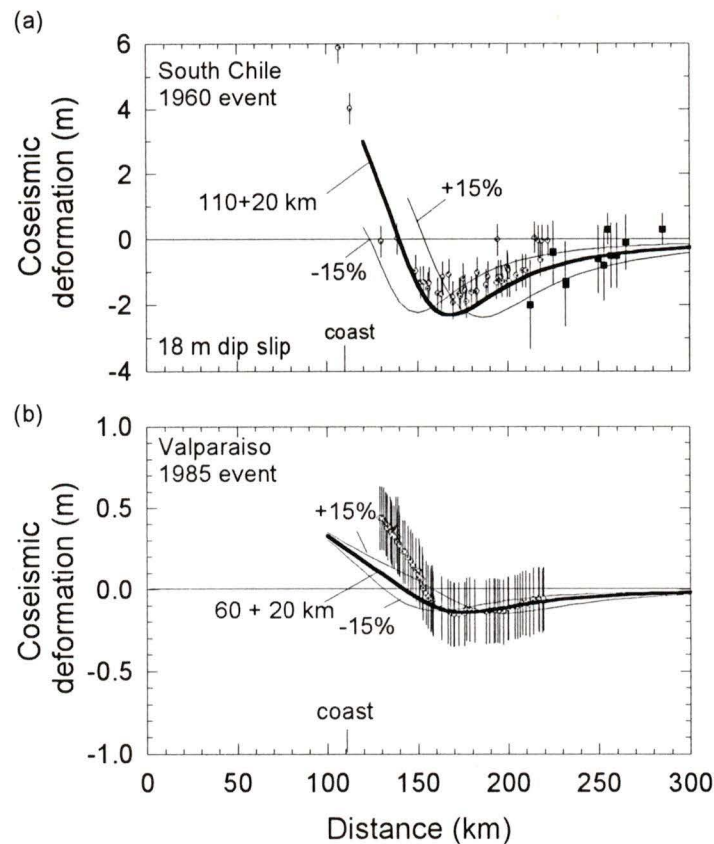 (a)
6
4
2
0
-2
-4
Coseismic
deformation (m)
South Chile
1960 event
110+20 km
+15%
-15%
coast
18 m dip slip
(b)
1.0
0.5
0.0
-0.5
-1.0
Coseismic
deformation (m)
Valparaiso
1985 event
+15%
60 + 20 km
-15%
coast
0 50 100 150 200 250 300
Distance (km)